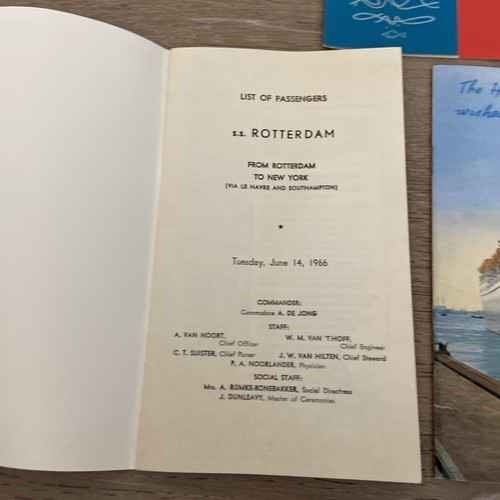 LIST OF PASSENGERS
s.s. ROTTERDAM
FROM ROTTERDAM
TO NEW YORK
(VIA LE HAVRE AND SOUTHAMPTON)
*
Tuesday, June 14, 1966
COMMANDER:
Commodore A. DE JONG
STAFF:
A. VAN NOORT, W. M. VAN 'T HOFF,
Chief Officer Chief Engineer
C. T. SUISTER, Chief Purser J. W. VAN HILTEN, Chief Steward
P. A. NOORLANDER, Physician
SOCIAL STAFF:
Mrs. A. REMKE-BONEBAKKER, Social Directress
J. DUNLEAVY, Master of Ceremonies
The H
wishes